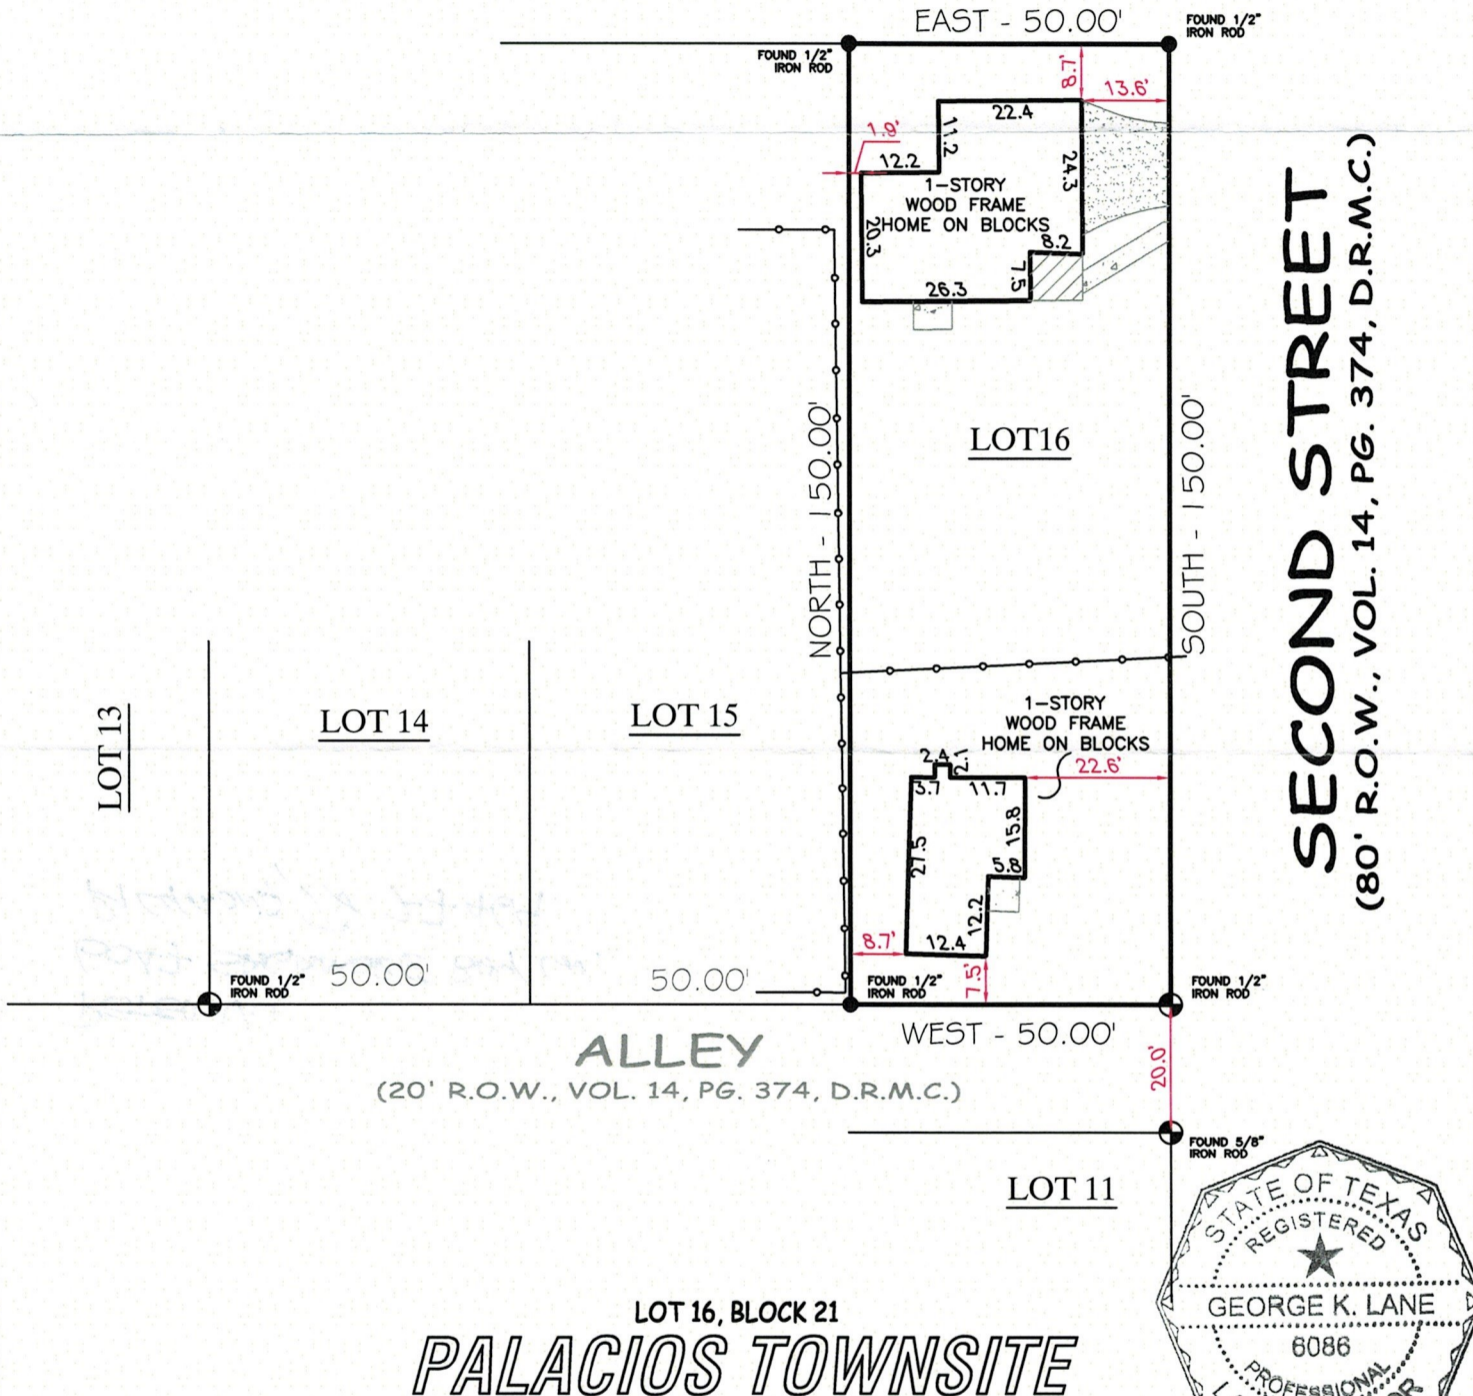 EAST - 50.00'
FOUND 1/2"
IRON ROD
FOUND 1/2"
IRON ROD
8.7'
13.6'
22.4
11.2
1.9'
12.2
24.3
1-STORY
WOOD FRAME
HOME ON BLOCKS
20.3
8.2
7.5
26.3
LOT16
NORTH - 150.00'
SOUTH - 150.00'
SECOND STREET
(80' R.O.W., VOL. 14, PG. 374, D.R.M.C.)
LOT 13
LOT 14
LOT 15
1-STORY
WOOD FRAME
HOME ON BLOCKS
2.4
2.1
22.6'
3.7
11.7
15.8
27.5
5.8
12.2
12.4
8.7'
7.5'
FOUND 1/2"
IRON ROD
50.00'
50.00'
FOUND 1/2"
IRON ROD
FOUND 1/2"
IRON ROD
WEST - 50.00'
ALLEY
(20' R.O.W., VOL. 14, PG. 374, D.R.M.C.)
20.0'
FOUND 5/8"
IRON ROD
LOT 11
STATE OF TEXAS
REGISTERED
GEORGE K. LANE
6086
PROFESSIONAL
LOT 16, BLOCK 21
PALACIOS TOWNSITE